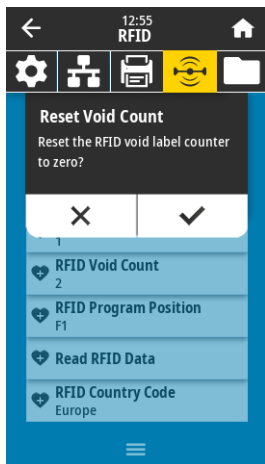 12:55
RFID
Reset Void Count
Reset the RFID void label counter
to zero?
1
RFID Void Count
2
RFID Program Position
F1
Read RFID Data
RFID Country Code
Europe